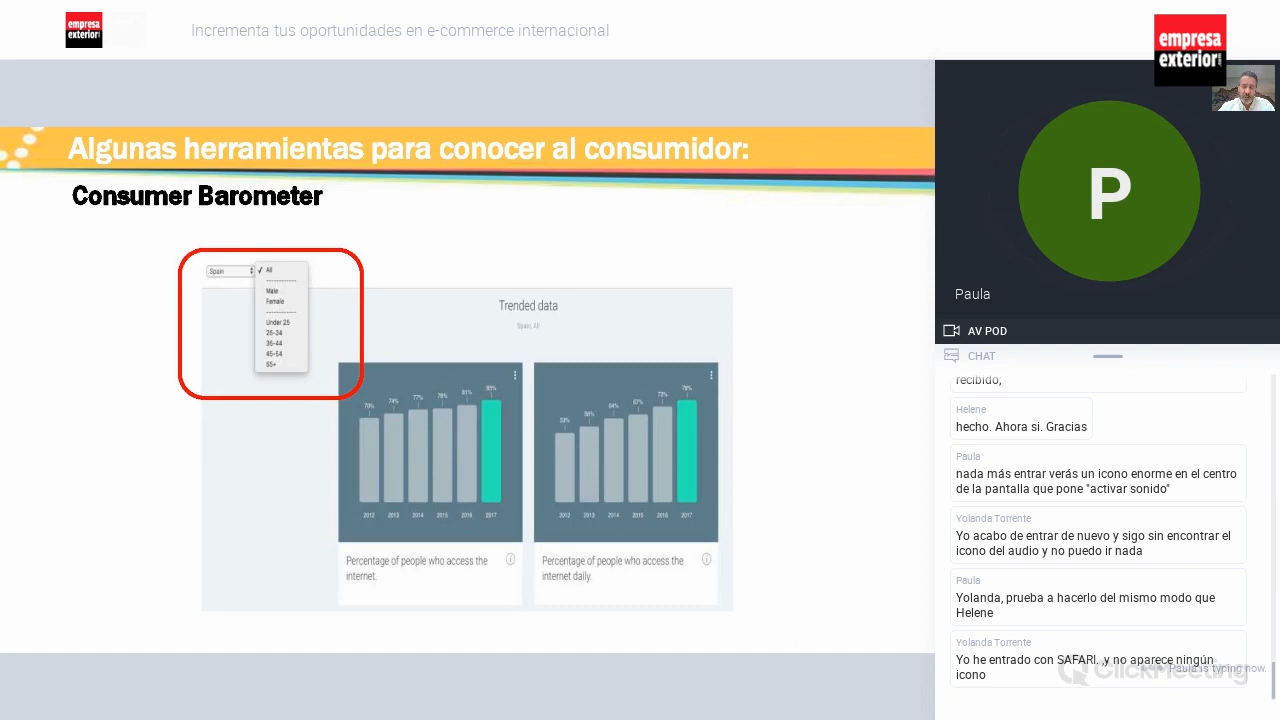 empresa
exterior
Incrementa tus oportunidades en e-commerce internacional
empresa
exterior
Algunas herramientas para conocer al consumidor:
Consumer Barometer
Spain
✓ All
Male
Female
Under 25
25-34
35-44
45-54
55+
Trended data
Spain, All
70% 74% 77% 78% 81% 85%
2012 2013 2014 2015 2016 2017
Percentage of people who access the
internet.
64% 67% 73% 78%
2012 2013 2014 2015 2016 2017
Percentage of people who access the
internet daily.
P
Paula
AV POD
CHAT
recibido,
Helene
hecho. Ahora si. Gracias
Paula
nada más entrar verás un icono enorme en el centro
de la pantalla que pone "activar sonido"
Yolanda Torrente
Yo acabo de entrar de nuevo y sigo sin encontrar el
icono del audio y no puedo ir nada
Paula
Yolanda, prueba a hacerlo del mismo modo que
Helene
Yolanda Torrente
Yo he entrado con SAFARI. ,y no aparece ningún
icono
Paula is typing now.
ClickMeeting